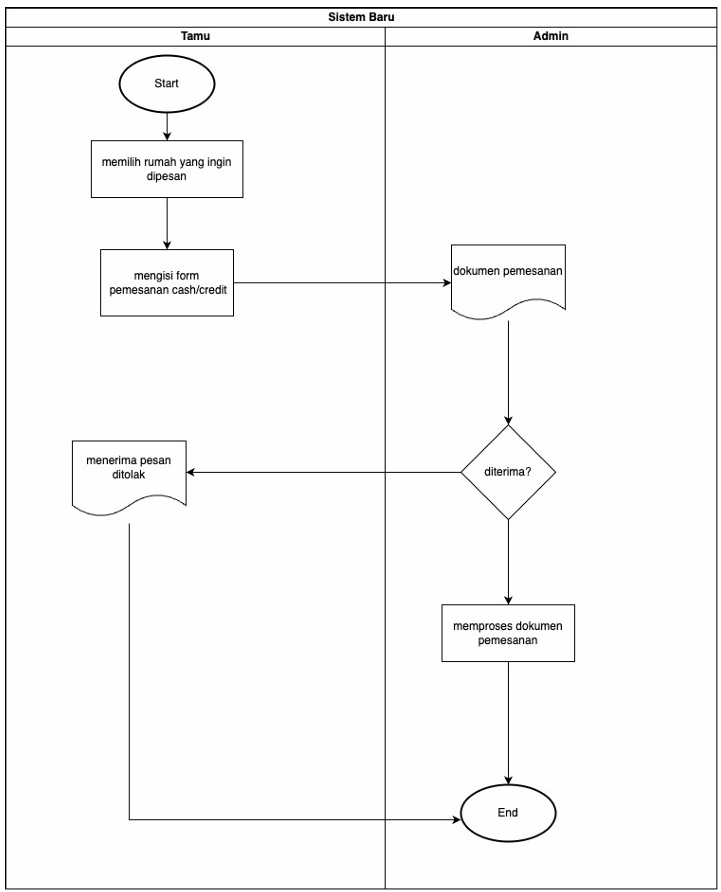 Sistem Baru
Tamu
Admin
Start
memilih rumah yang ingin
dipesan
mengisi form
pemesanan cash/credit
dokumen pemesanan
diterima?
menerima pesan
ditolak
memproses dokumen
pemesanan
End